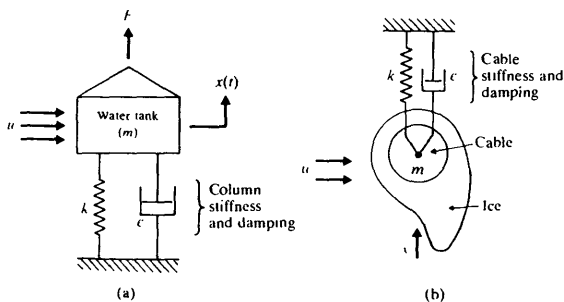 F
x(t)
u
Water tank
(m)
k
c
Column
stiffness
and damping
(a)
k
c
Cable
stiffness and
damping
Cable
m
u
Ice
x
(b)